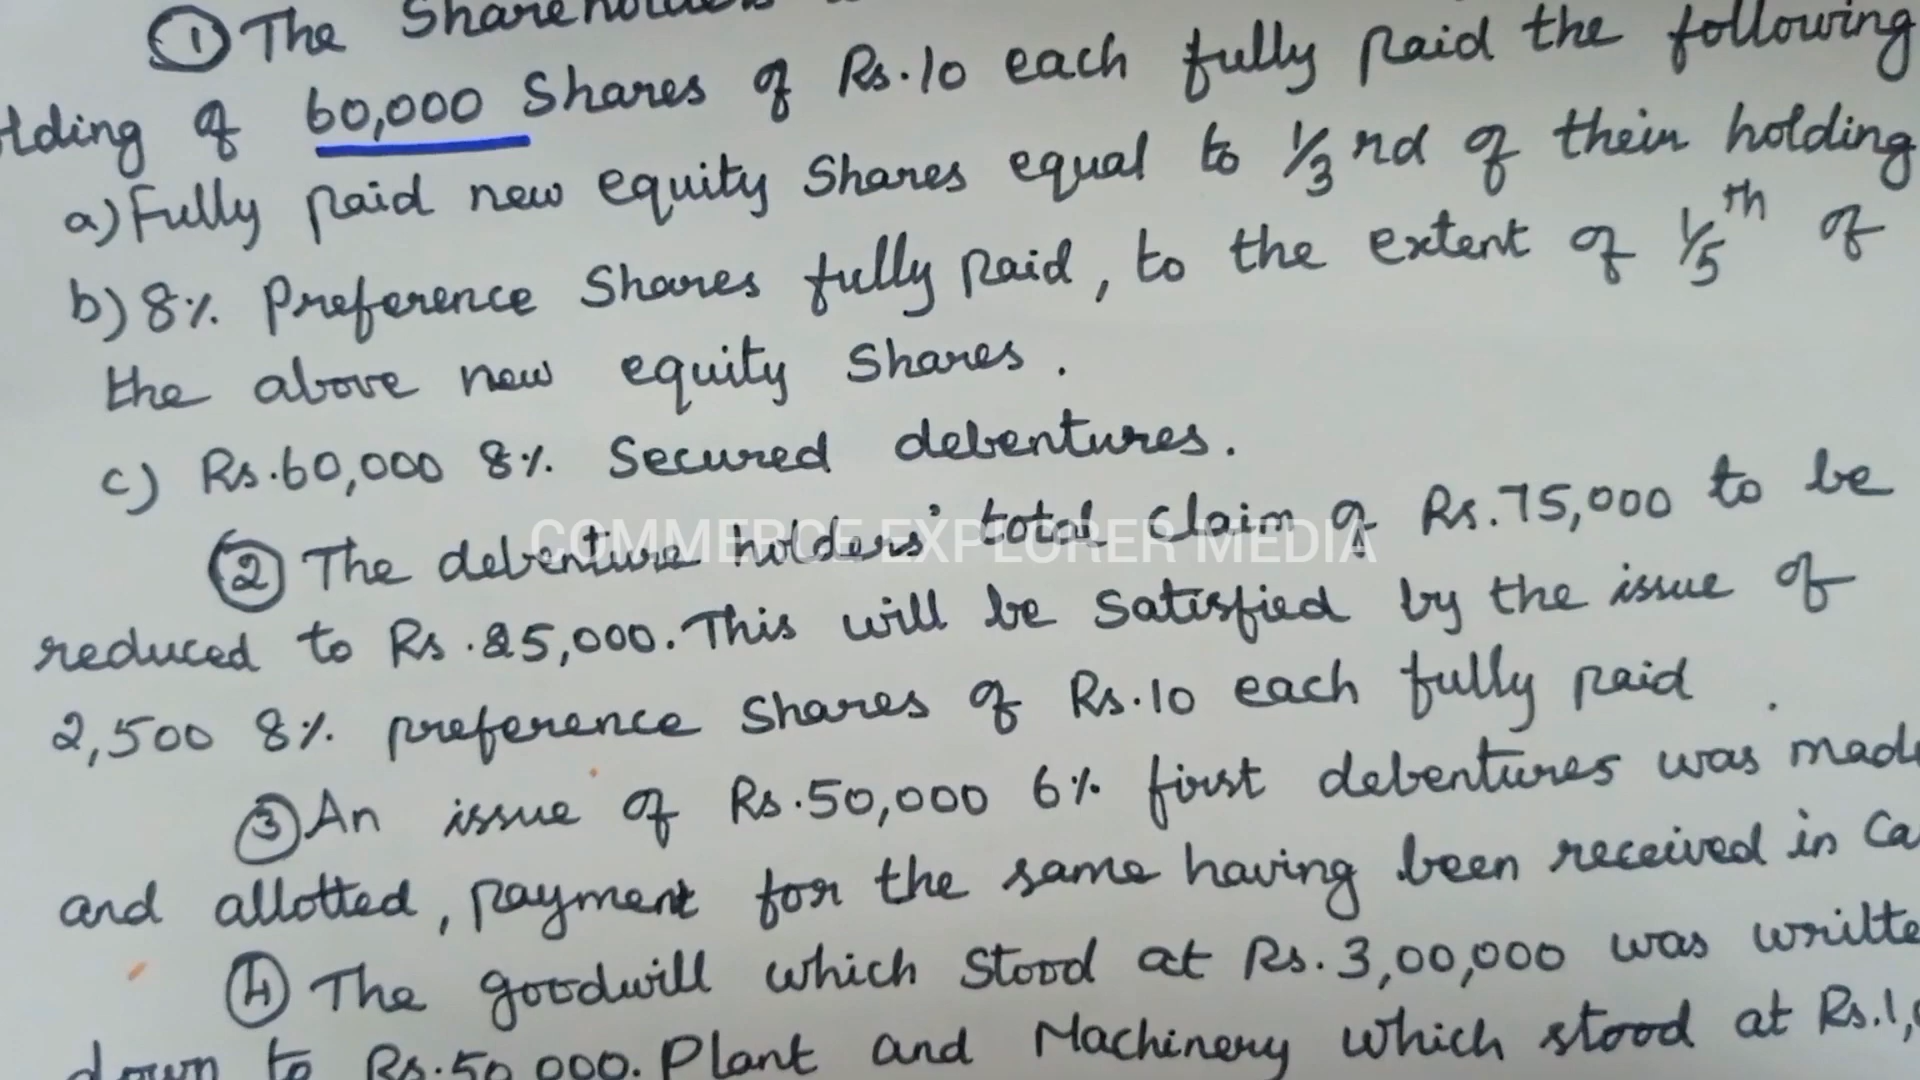 ① The Shareholders
lding of 60,000 Shares of Rs.10 each fully paid the following
a) Fully paid new equity Shares equal to 1/3 rd of their holding
b) 8% Preference Shares fully paid, to the extent of 1/5th of
the above new equity Shares.
c) Rs.60,000 8% Secured debentures.
② The debenture holders' total claim of Rs.75,000 to be
COMMERCE EXPLORER MEDIA
reduced to Rs.25,000. This will be Satisfied by the issue of
2,500 8% preference Shares of Rs.10 each fully paid.
③ An issue of Rs.50,000 6% first debentures was made
and allotted, payment for the same having been received in Ca
④ The goodwill which Stood at Rs.3,00,000 was writte
down to Rs.50,000. Plant and Machinery which stood at Rs.1,